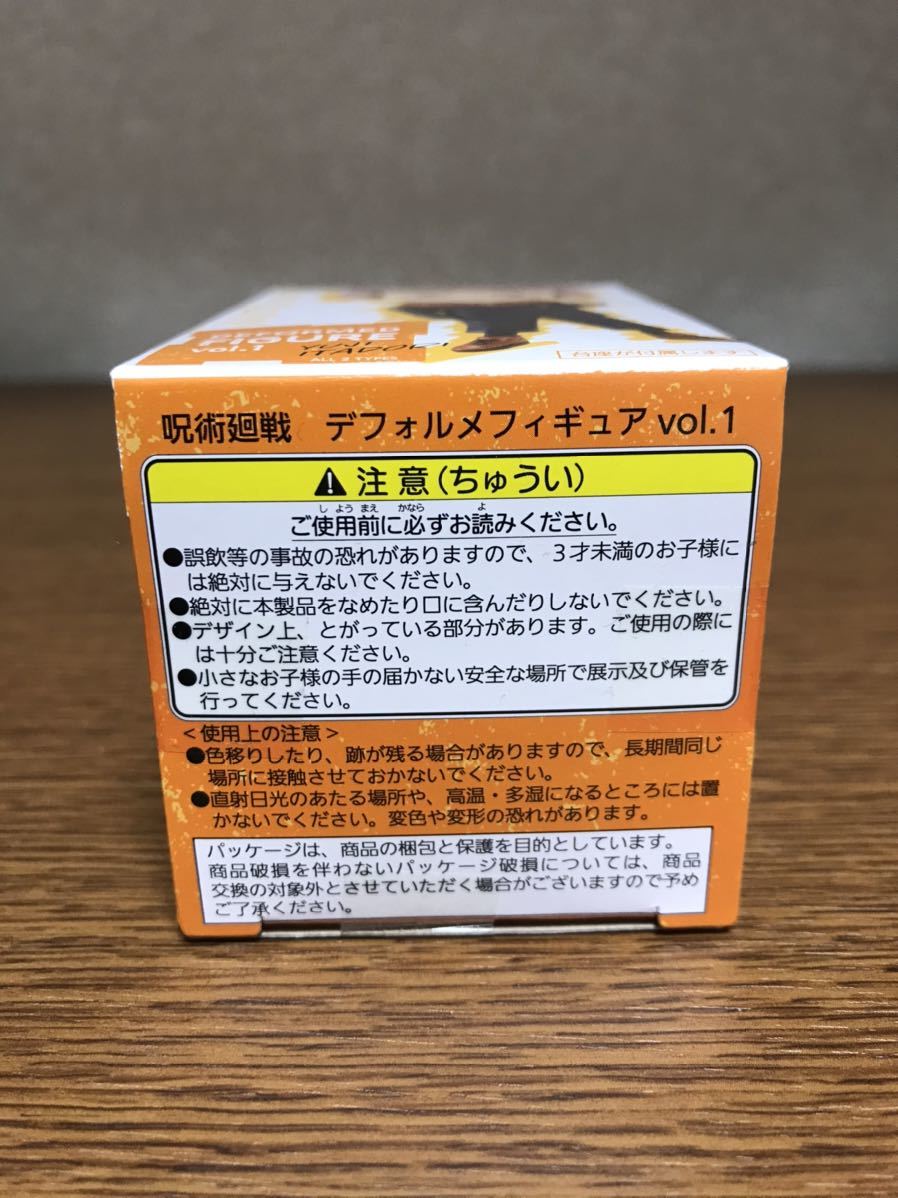 DEFORMED
FIGURE
vol.1
YUJI
ITADORI
ALL 2 TYPES
台座が付属します
呪術廻戦　デフォルメフィギュア vol.1
⚠ 注意(ちゅうい)
し よう まえ かなら よ
ご使用前に必ずお読みください。
●誤飲等の事故の恐れがありますので、3才未満のお子様に
は絶対に与えないでください。
●絶対に本製品をなめたり口に含んだりしないでください。
●デザイン上、とがっている部分があります。ご使用の際に
は十分ご注意ください。
●小さなお子様の手の届かない安全な場所で展示及び保管を
行ってください。
<使用上の注意>
●色移りしたり、跡が残る場合がありますので、長期間同じ
場所に接触させておかないでください。
●直射日光のあたる場所や、高温・多湿になるところには置
かないでください。変色や変形の恐れがあります。
パッケージは、商品の梱包と保護を目的としています。
商品破損を伴わないパッケージ破損については、商品
交換の対象外とさせていただく場合がございますので予め
ご了承ください。